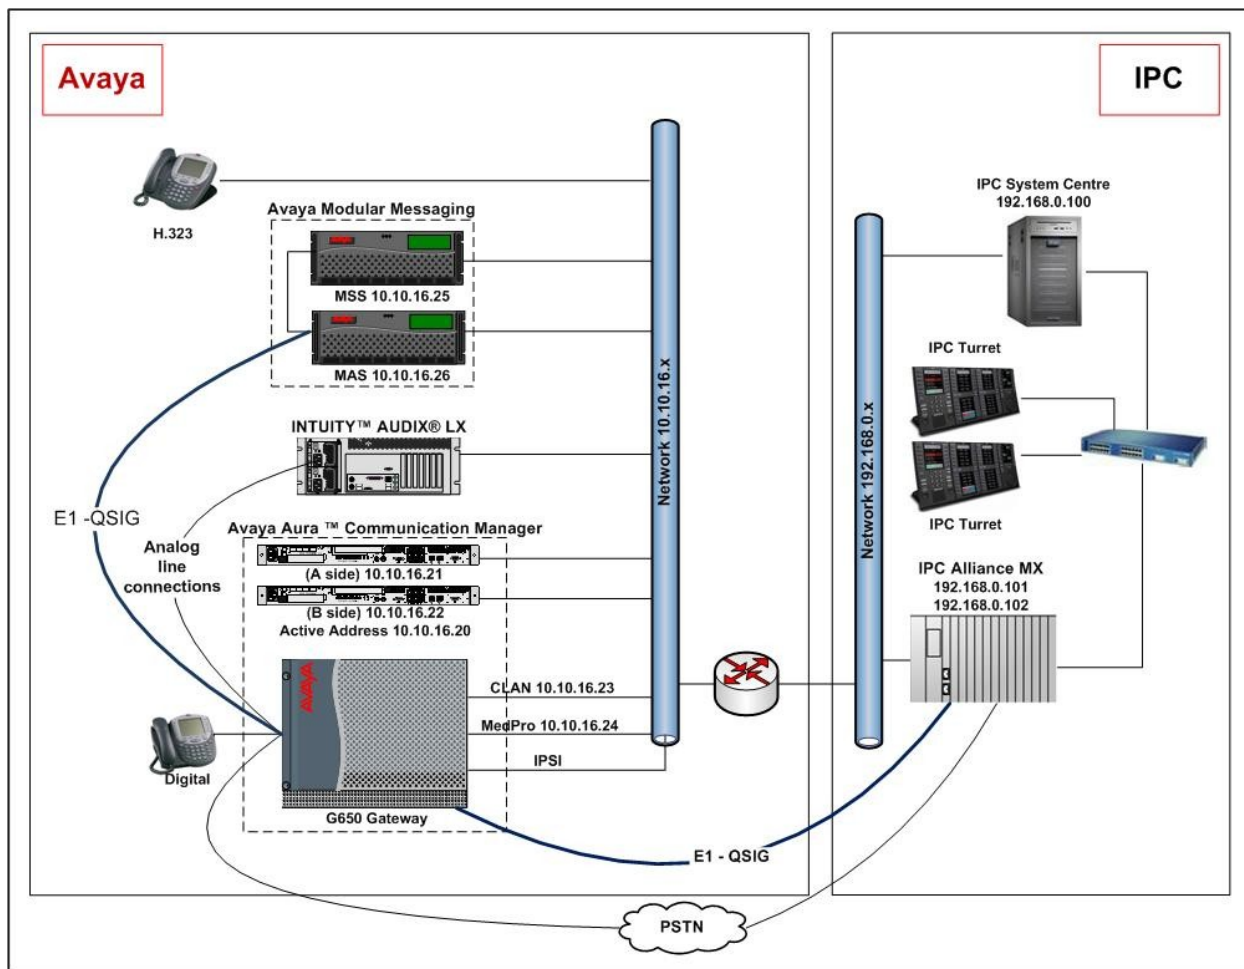 Avaya
IPC
H.323
Avaya Modular Messaging
MSS 10.10.16.25
MAS 10.10.16.26
INTUITY™ AUDIX® LX
E1 -QSIG
Analog
line
connections
Avaya Aura ™ Communication Manager
(A side) 10.10.16.21
(B side) 10.10.16.22
Active Address 10.10.16.20
AVAYA
CLAN 10.10.16.23
MedPro 10.10.16.24
IPSI
Digital
G650 Gateway
Network 10.10.16.x
Network 192.168.0.x
IPC System Centre
192.168.0.100
IPC Turret
IPC Turret
IPC Alliance MX
192.168.0.101
192.168.0.102
E1 - QSIG
PSTN